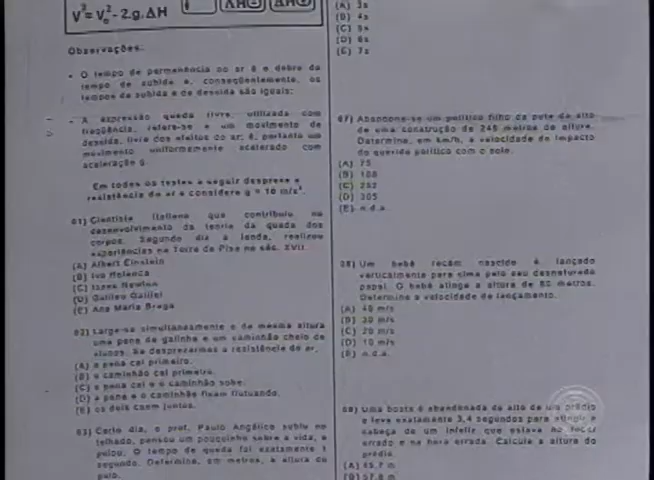 V² = V₀² - 2.g.ΔH
Observações:
• O tempo de permanência no ar é o dobro do
tempo de subida e, conseqüentemente, os
tempos de subida e de descida são iguais;
• A expressão queda livre, utilizada com
freqüência, refere-se a um movimento de
descida, livre dos efeitos do ar; é, portanto um
movimento uniformemente acelerado com
aceleração g.
Em todos os testes a seguir despreze a
resistência do ar e considere g = 10 m/s².
01) Cientista italiano que contribuiu no
desenvolvimento da teoria da queda dos
corpos. Segundo diz a lenda, realizou
experiências na Torre de Pisa no séc. XVII.
(A) Albert Einstein
(B) Ivo Holanca
(C) Isaac Newton
(D) Galileu Galilei
(E) Ana Maria Braga
02) Larga-se simultaneamente e da mesma altura
uma pena de galinha e um caminhão cheio de
alunos. Se desprezarmos a resistência do ar,
(A) a pena cai primeiro.
(B) o caminhão cai primeiro.
(C) a pena cai e o caminhão sobe.
(D) a pena e o caminhão ficam flutuando.
(E) os dois caem juntos.
03) Certo dia, o prof. Paulo Angélico subiu no
telhado, pensou um pouquinho sobre a vida, e
pulou. O tempo de queda foi exatamente 1
segundo. Determine, em metros, a altura do
pulo.
(A) 3s
(B) 4s
(C) 5s
(D) 6s
(E) 7s
07) Abandona-se um político filho da pute do alto
de uma construção de 245 metros de altura.
Determine, em km/h, a velocidade de impacto
do querido político com o solo.
(A) 75
(B) 108
(C) 252
(D) 305
(E) n.d.a.
08) Um bebê recém nascido é lançado
verticalmente para cima pelo seu desnaturado
papai. O bebê atinge a altura de 80 metros.
Determine a velocidade de lançamento.
(A) 40 m/s
(B) 30 m/s
(C) 20 m/s
(D) 10 m/s
(E) n.d.a.
09) Uma bosta é abandonada do alto de um prédio
e leva exatamente 3,4 segundos para atingir a
cabeça de um infeliz que estava no local
errado e na hora errada. Calcule a altura do
prédio.
(A) 45,7 m
(B) 57,8 m